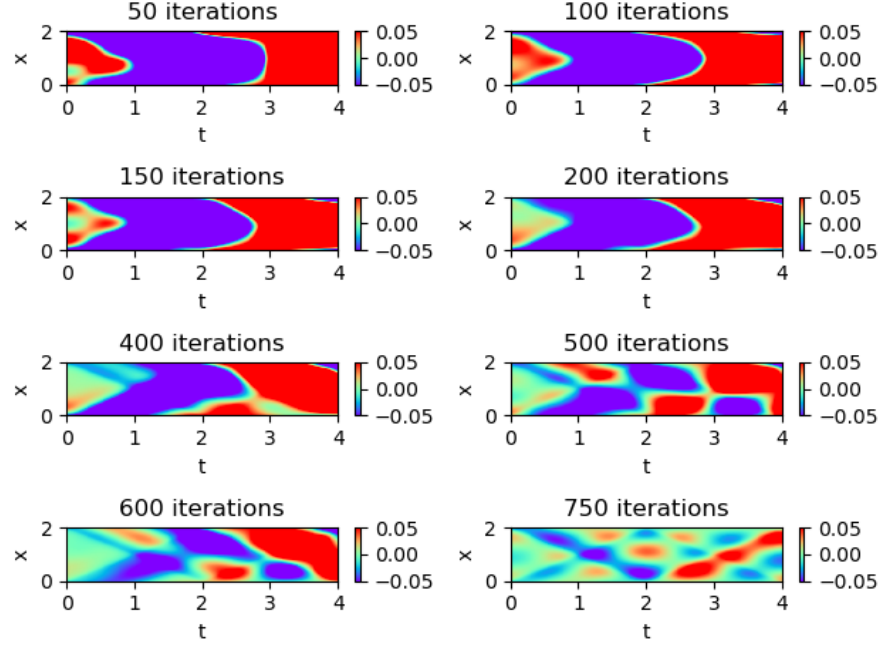 50 iterations
100 iterations
2
x
0
0 1 2 3 4
t
0.05
0.00
−0.05
2
x
0
0 1 2 3 4
t
0.05
0.00
−0.05
150 iterations
200 iterations
2
x
0
0 1 2 3 4
t
0.05
0.00
−0.05
2
x
0
0 1 2 3 4
t
0.05
0.00
−0.05
400 iterations
500 iterations
2
x
0
0 1 2 3 4
t
0.05
0.00
−0.05
2
x
0
0 1 2 3 4
t
0.05
0.00
−0.05
600 iterations
750 iterations
2
x
0
0 1 2 3 4
t
0.05
0.00
−0.05
2
x
0
0 1 2 3 4
t
0.05
0.00
−0.05